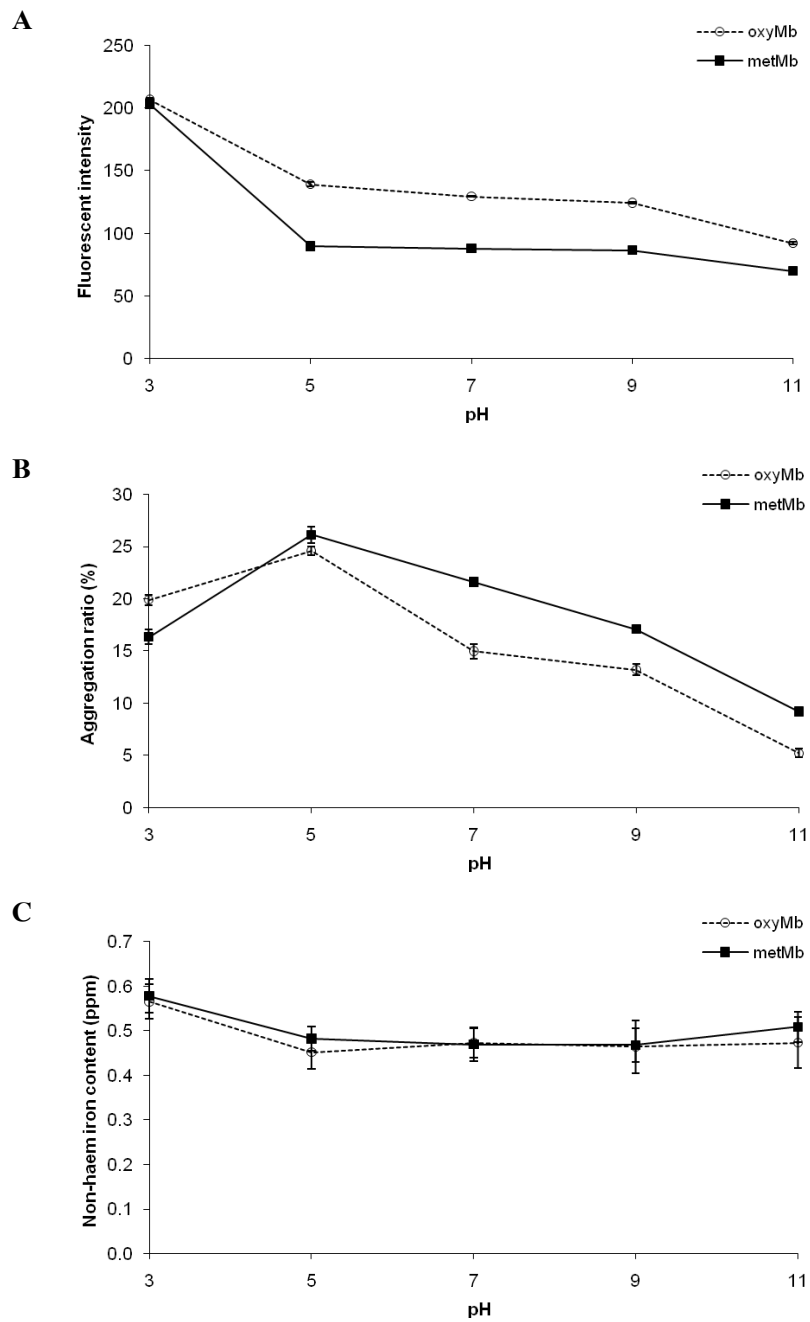 A
oxyMb
metMb
250
200
150
100
50
0
Fluorescent intensity
3 5 7 9 11
pH
B
oxyMb
metMb
30
25
20
15
10
5
0
Aggregation ratio (%)
3 5 7 9 11
pH
C
oxyMb
metMb
0.7
0.6
0.5
0.4
0.3
0.2
0.1
0.0
Non-haem iron content (ppm)
3 5 7 9 11
pH